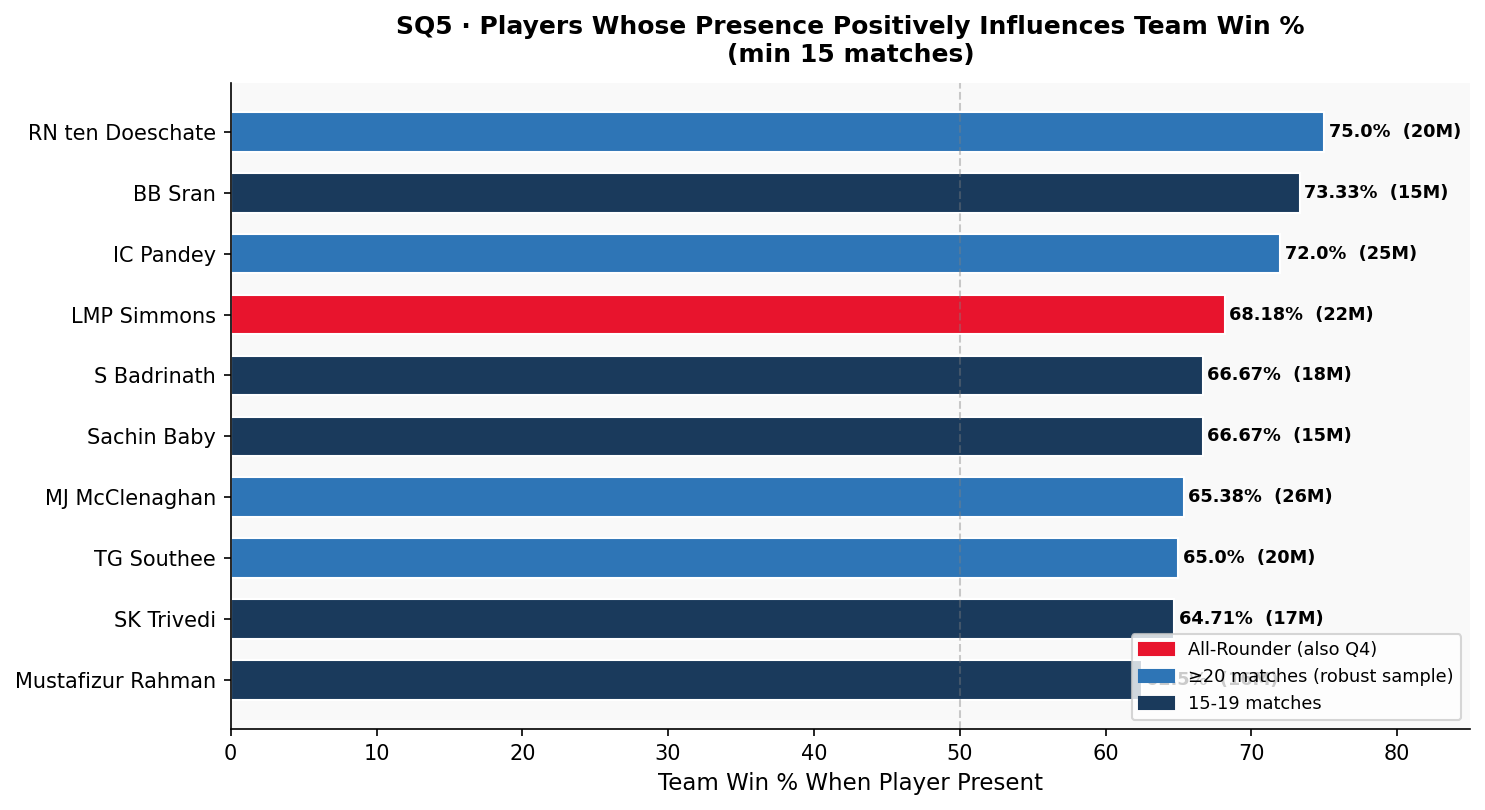 SQ5 · Players Whose Presence Positively Influences Team Win %
(min 15 matches)
RN ten Doeschate
75.0% (20M)
BB Sran
73.33% (15M)
IC Pandey
72.0% (25M)
LMP Simmons
68.18% (22M)
S Badrinath
66.67% (18M)
Sachin Baby
66.67% (15M)
MJ McClenaghan
65.38% (26M)
TG Southee
65.0% (20M)
SK Trivedi
64.71% (17M)
Mustafizur Rahman
All-Rounder (also Q4)
≥20 matches (robust sample)
15-19 matches
0 10 20 30 40 50 60 70 80
Team Win % When Player Present